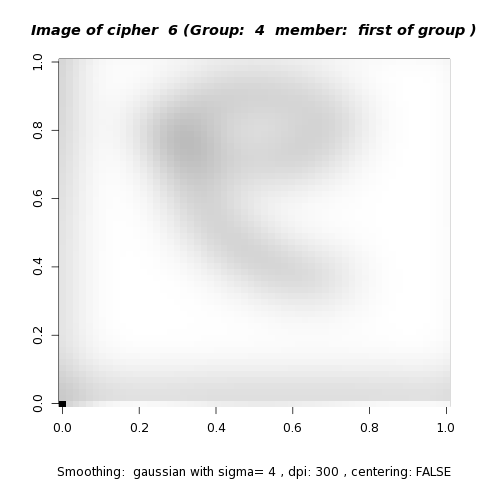 Image of cipher 6 (Group: 4 member: first of group )
1.0
0.8
0.6
0.4
0.2
0.0
0.0 0.2 0.4 0.6 0.8 1.0
Smoothing: gaussian with sigma= 4 , dpi: 300 , centering: FALSE